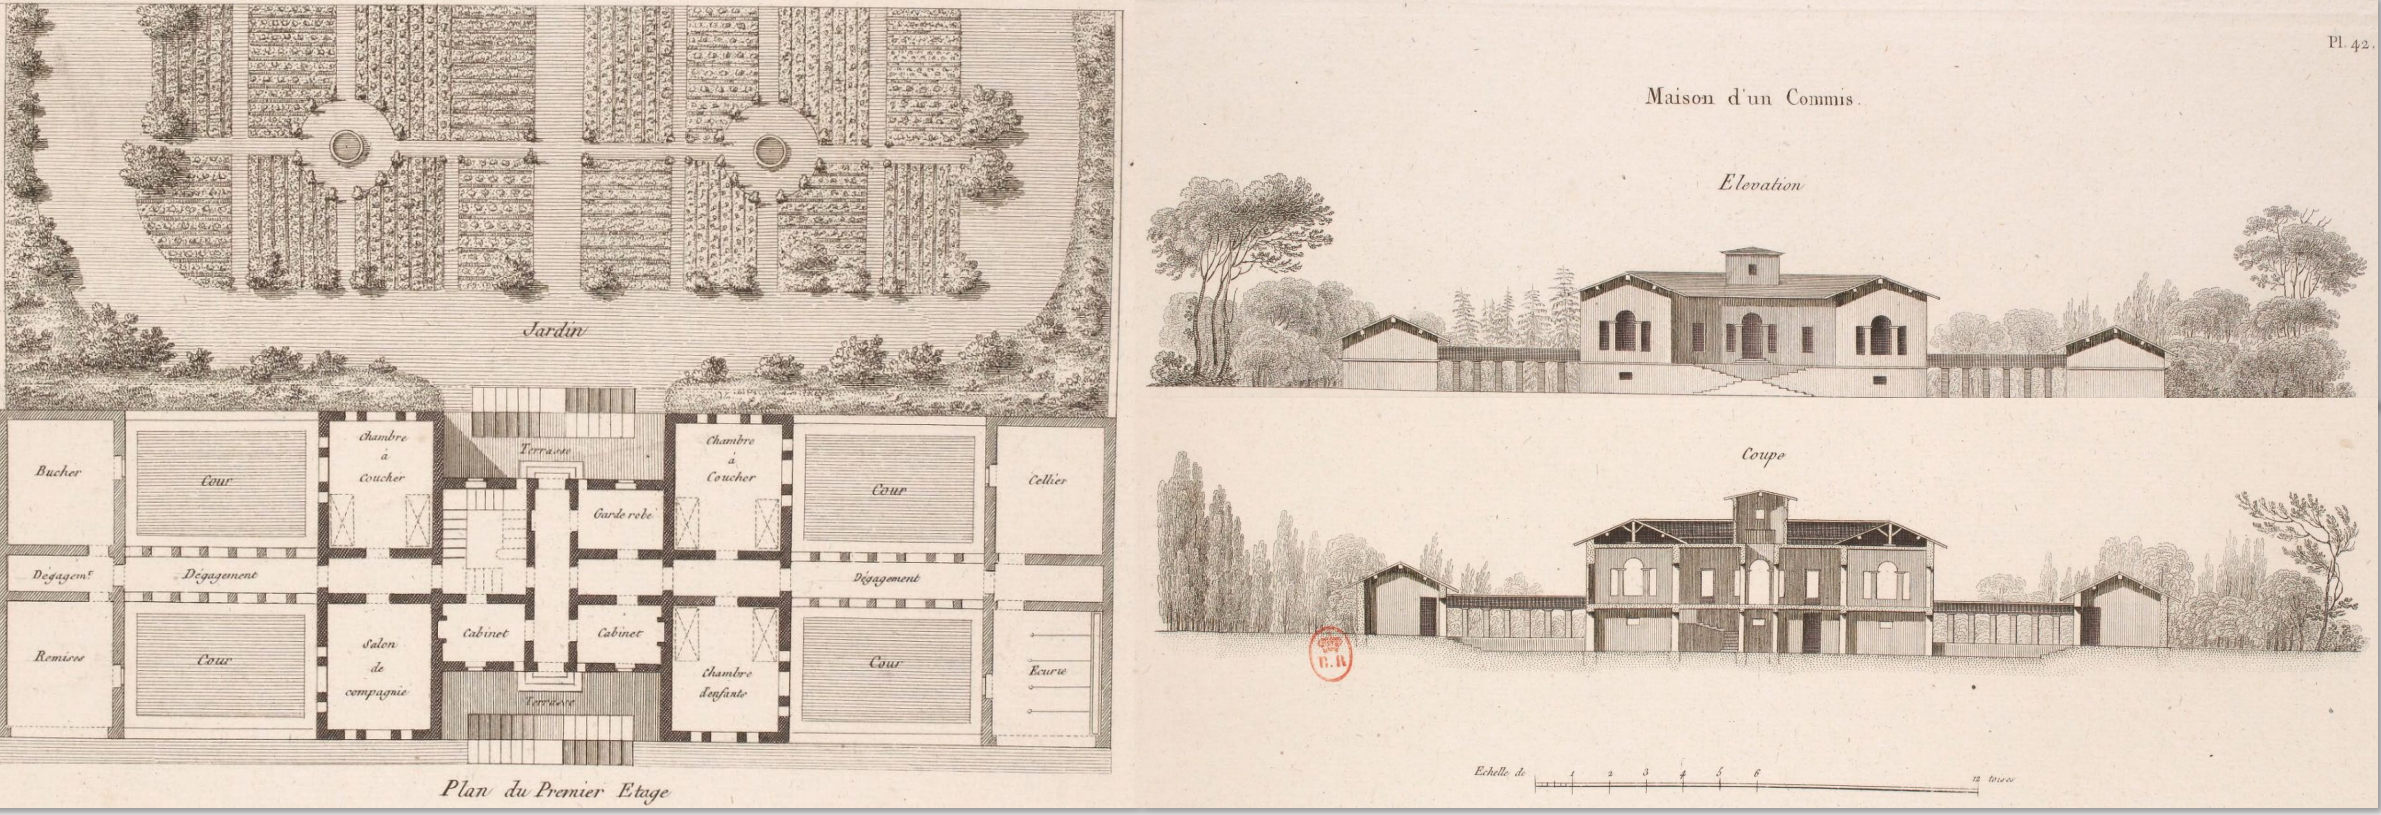 Jardin
Bucher
Cour
Chambre
à
Coucher
Terrasse
Garde robe
Chambre
à
Coucher
Cour
Cellier
Dégagem.t
Dégagement
Dégagement
Remises
Cour
Salon
de
compagnie
Cabinet
Cabinet
Chambre
d'enfants
Cour
Ecurie
Terrasse
Plan du Premier Etage
Pl. 42.
Maison d'un Commis.
Elevation
Coupe
B.R
Echelle de 1 2 3 4 5 6 12 toises